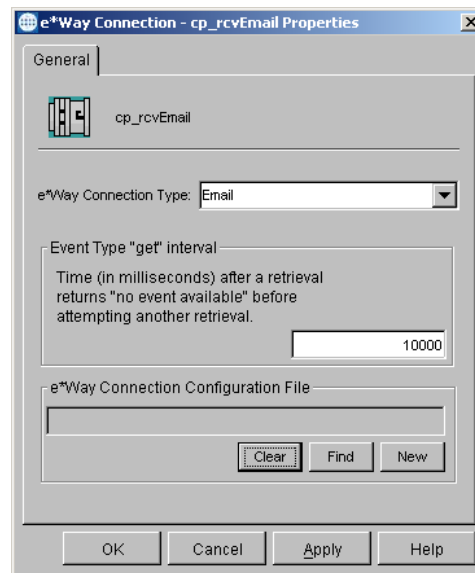 e*Way Connection - cp_rcvEmail Properties
General
cp_rcvEmail
e*Way Connection Type: Email
Event Type "get" interval
Time (in milliseconds) after a retrieval
returns "no event available" before
attempting another retrieval.
10000
e*Way Connection Configuration File
Clear Find New
OK Cancel Apply Help